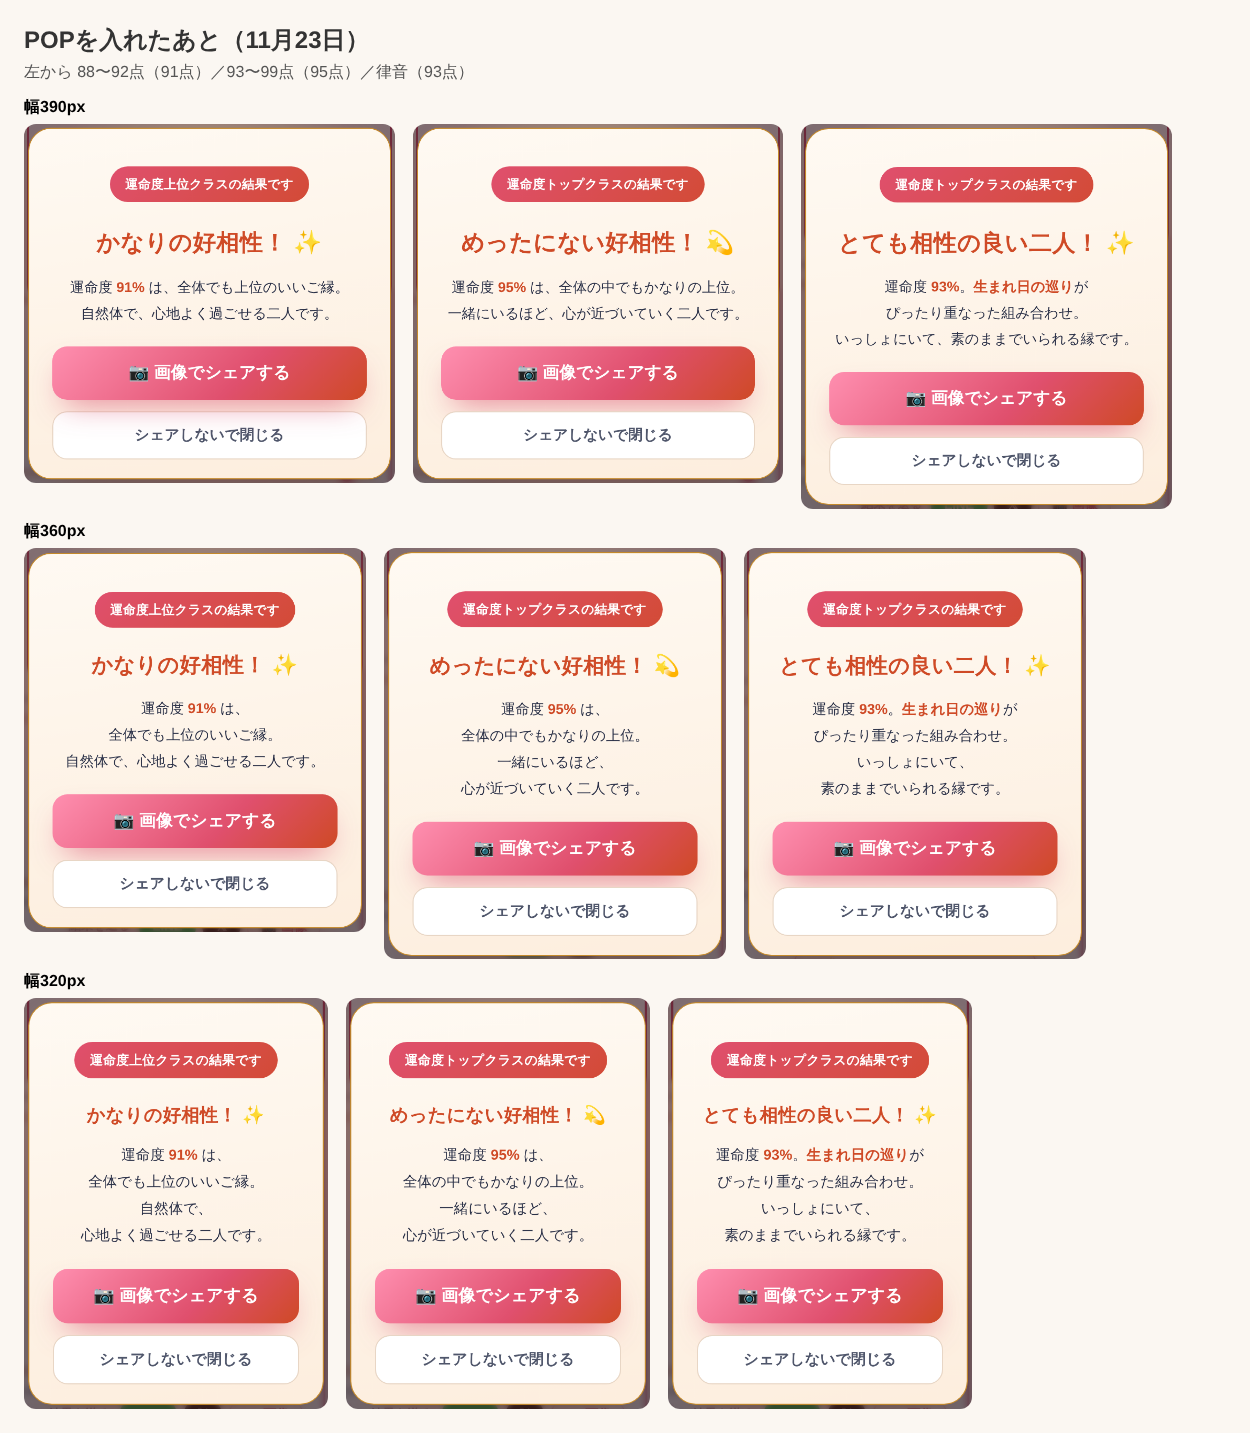 POPを入れたあと（11月23日）
左から 88〜92点（91点）／93〜99点（95点）／律音（93点）
幅390px
運命度上位クラスの結果です
かなりの好相性！ ✨
運命度 91% は、全体でも上位のいいご縁。
自然体で、心地よく過ごせる二人です。
📷 画像でシェアする
シェアしないで閉じる
運命度トップクラスの結果です
めったにない好相性！ 💫
運命度 95% は、全体の中でもかなりの上位。
一緒にいるほど、心が近づいていく二人です。
📷 画像でシェアする
シェアしないで閉じる
運命度トップクラスの結果です
とても相性の良い二人！ ✨
運命度 93%。生まれ日の巡りが
ぴったり重なった組み合わせ。
いっしょにいて、素のままでいられる縁です。
📷 画像でシェアする
シェアしないで閉じる
幅360px
運命度上位クラスの結果です
かなりの好相性！ ✨
運命度 91% は、
全体でも上位のいいご縁。
自然体で、心地よく過ごせる二人です。
📷 画像でシェアする
シェアしないで閉じる
運命度トップクラスの結果です
めったにない好相性！ 💫
運命度 95% は、
全体の中でもかなりの上位。
一緒にいるほど、
心が近づいていく二人です。
📷 画像でシェアする
シェアしないで閉じる
運命度トップクラスの結果です
とても相性の良い二人！ ✨
運命度 93%。生まれ日の巡りが
ぴったり重なった組み合わせ。
いっしょにいて、
素のままでいられる縁です。
📷 画像でシェアする
シェアしないで閉じる
幅320px
運命度上位クラスの結果です
かなりの好相性！ ✨
運命度 91% は、
全体でも上位のいいご縁。
自然体で、
心地よく過ごせる二人です。
📷 画像でシェアする
シェアしないで閉じる
運命度トップクラスの結果です
めったにない好相性！ 💫
運命度 95% は、
全体の中でもかなりの上位。
一緒にいるほど、
心が近づいていく二人です。
📷 画像でシェアする
シェアしないで閉じる
運命度トップクラスの結果です
とても相性の良い二人！ ✨
運命度 93%。生まれ日の巡りが
ぴったり重なった組み合わせ。
いっしょにいて、
素のままでいられる縁です。
📷 画像でシェアする
シェアしないで閉じる